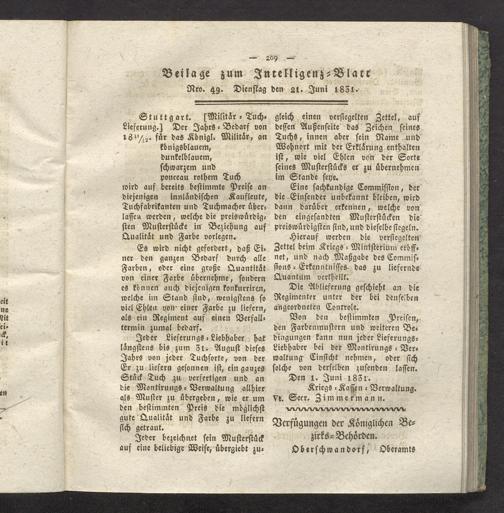 — 209 —
Beilage zum Intelligenz-Blatt
Nro. 49. Dienstag den 21. Juni 1831.
Stuttgart. [Militär-Tuch-
Lieferung.] Der Jahrs-Bedarf von
18 31/32. für das Königl. Militär, an
königsblauem,
dunkelblauem,
schwarzem und
ponceau rothem Tuch
wird auf bereits bestimmte Preise an
diejenigen innländischen Kaufleute,
Tuchfabrikanten und Tuchmacher über-
lassen werden, welche die preiswürdig-
sten Musterstücke in Beziehung auf
Qualität und Farbe vorlegen.
Es wird nicht gefordert, daß Ei-
ner den ganzen Bedarf durch alle
Farben, oder eine große Quantität
von einer Farbe übernehme, sondern
es können auch diejenigen konkurriren,
welche im Stand sind, wenigstens so
viel Ehlen von einer Farbe zu liefern,
als ein Regiment auf einen Verfall-
termin zumal bedarf.
Jeder Lieferungs-Liebhaber hat
längstens bis zum 31. August dieses
Jahrs von jeder Tuchsorte, von der
Er zu liefern gesonnen ist, ein ganzes
Stück Tuch zu verfertigen und an
die Montirungs-Verwaltung allhier
als Muster zu übergeben, wie er um
den bestimmten Preis die möglichst
gute Qualität und Farbe zu liefern
sich getraut.
Jeder bezeichnet sein Musterstück
auf eine beliebige Weise, übergiebt zu-
gleich einen versiegelten Zettel, auf
dessen Außenseite das Zeichen seines
Tuchs, innen aber sein Name und
Wohnort mit der Erklärung enthalten
ist, wie viel Ehlen von der Sorte
seines Musterstücks er zu übernehmen
im Stande seye.
Eine sachkundige Commission, der
die Einsender unbekannt bleiben, wird
dann darüber erkennen, welche von
den eingesandten Musterstücken die
preiswürdigsten sind, und dieselbe siegeln.
Hierauf werden die versiegelten
Zettel beim Kriegs-Ministerium eröff-
net, und nach Maßgabe des Commis-
sions-Erkenntnisses das zu liefernde
Quantum vertheilt.
Die Ablieferung geschieht an die
Regimenter unter der bei denselben
angeordneten Controle.
Von den bestimmten Preisen,
den Farbenmustern und weiteren Be-
dingungen kann nun jeder Lieferungs-
Liebhaber bei der Montirungs-Ver-
waltung Einsicht nehmen, oder sich
solche von derselben zusenden lassen.
Den 1. Juni 1831.
Kriegs-Kassen-Verwaltung.
Vt. Secr. Zimmermann.
Verfügungen der Königlichen Be-
zirks-Behörden.
Oberschwandorf, Oberamts